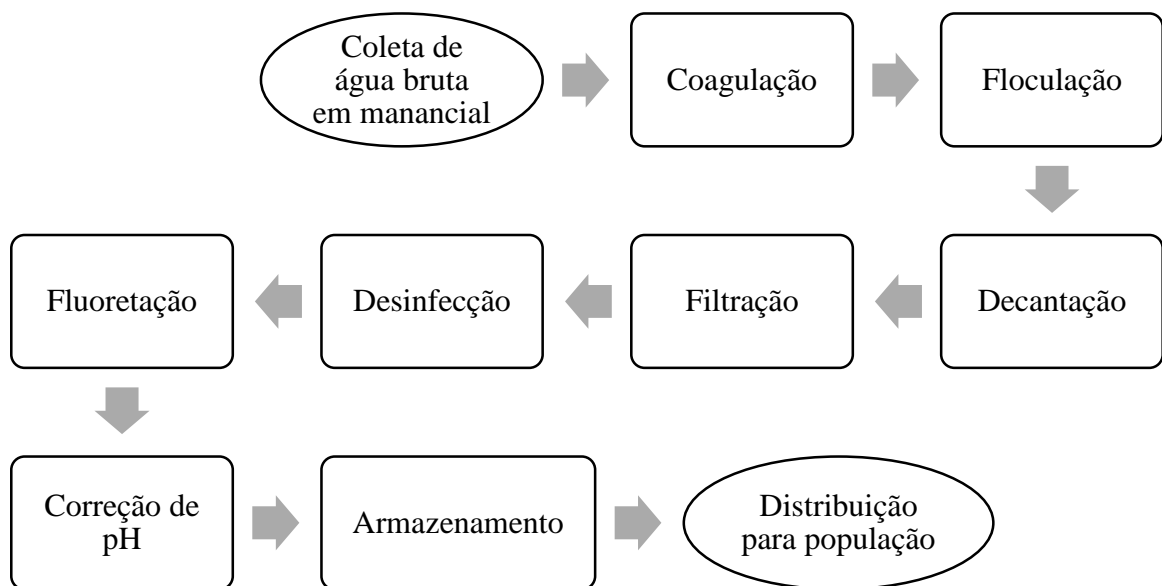 Coleta de
água bruta
em manancial
Coagulação
Floculação
Decantação
Filtração
Desinfecção
Fluoretação
Correção de
pH
Armazenamento
Distribuição
para população